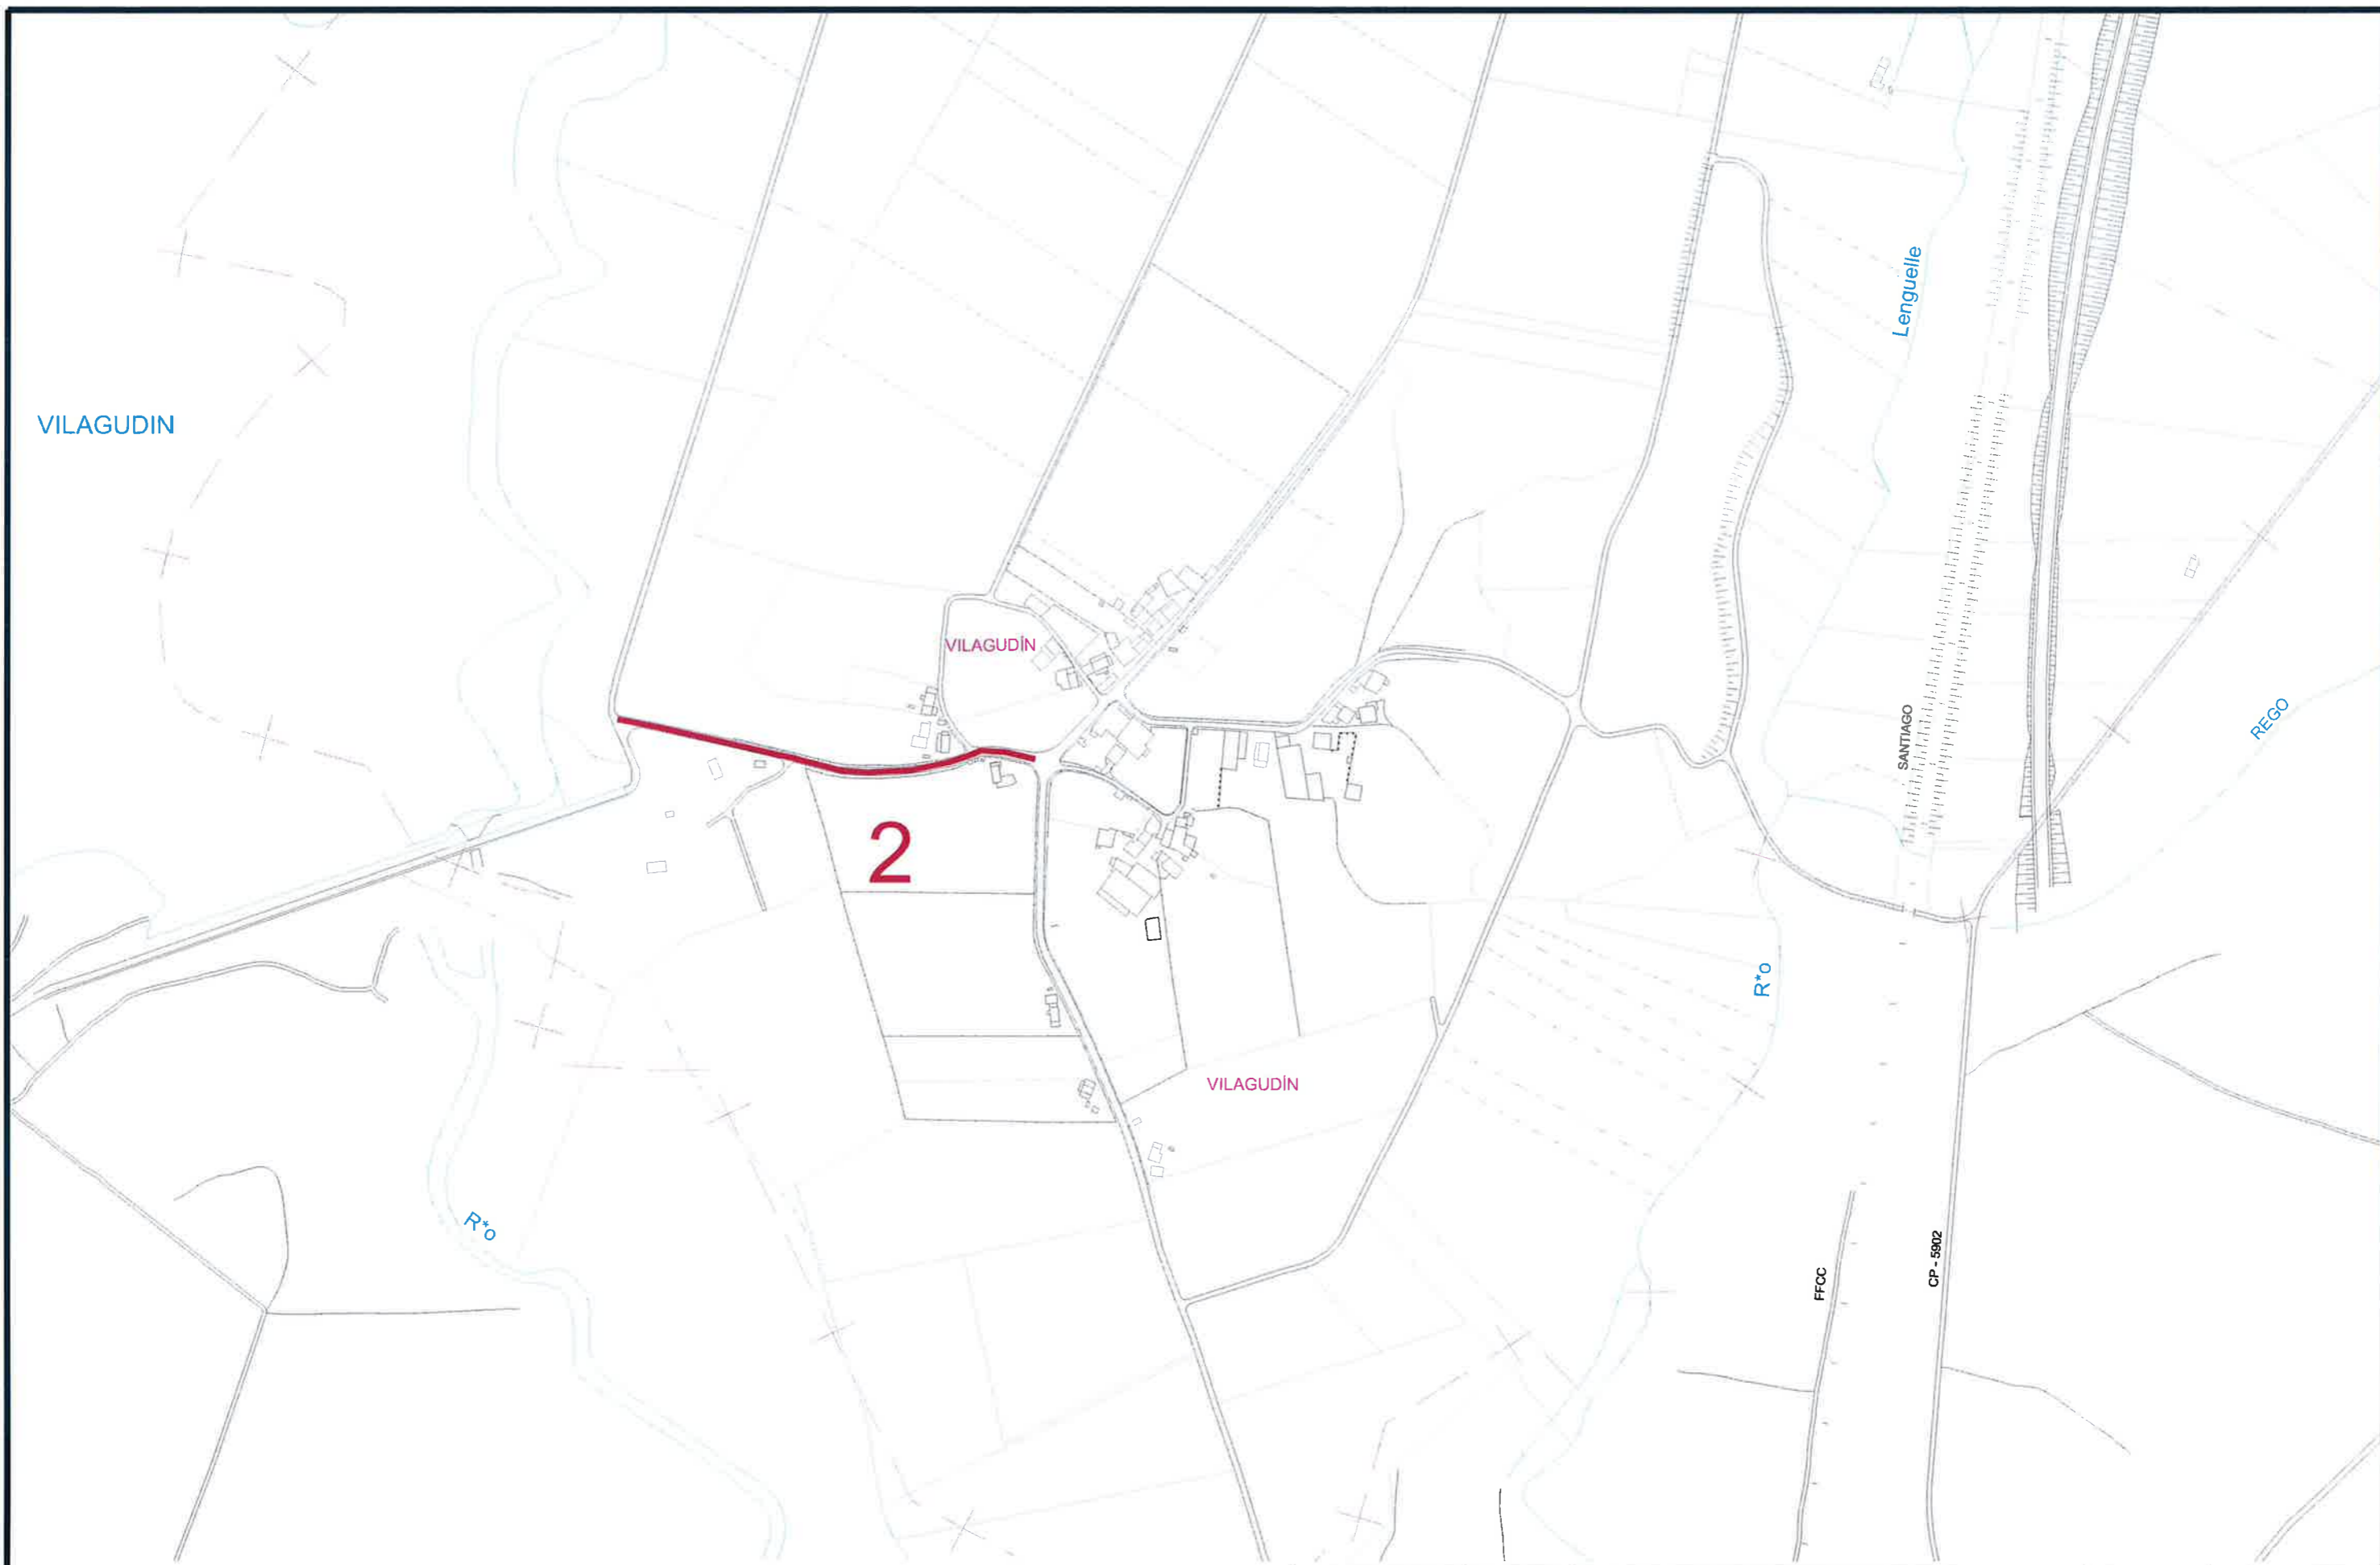 Lenguelle
VILAGUDIN
VILAGUDÍN
SANTIAGO
REGO
2
R*o
VILAGUDÍN
R*o
FFCC
CP - 5902